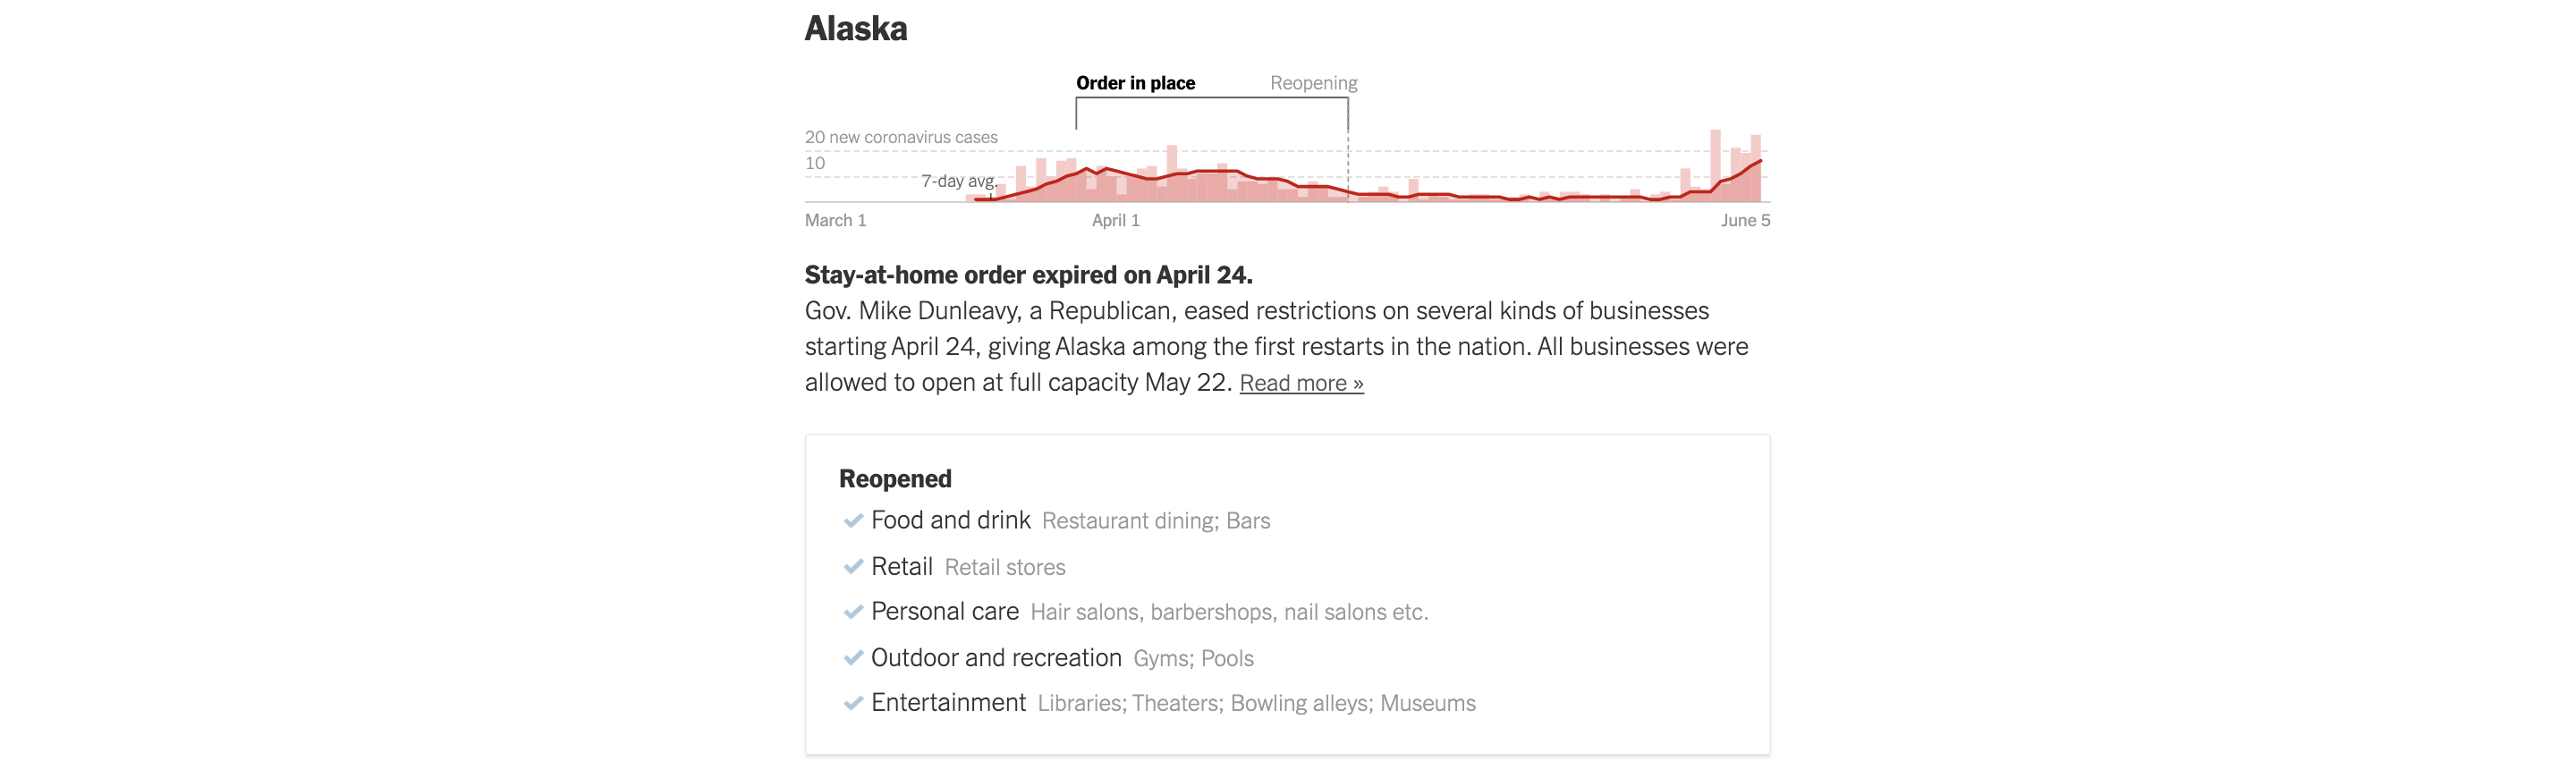 Alaska
Order in place
Reopening
20 new coronavirus cases
10
7-day avg.
March 1
April 1
June 5
Stay-at-home order expired on April 24.
Gov. Mike Dunleavy, a Republican, eased restrictions on several kinds of businesses
starting April 24, giving Alaska among the first restarts in the nation. All businesses were
allowed to open at full capacity May 22. Read more »
Reopened
Food and drink Restaurant dining; Bars
Retail Retail stores
Personal care Hair salons, barbershops, nail salons etc.
Outdoor and recreation Gyms; Pools
Entertainment Libraries; Theaters; Bowling alleys; Museums